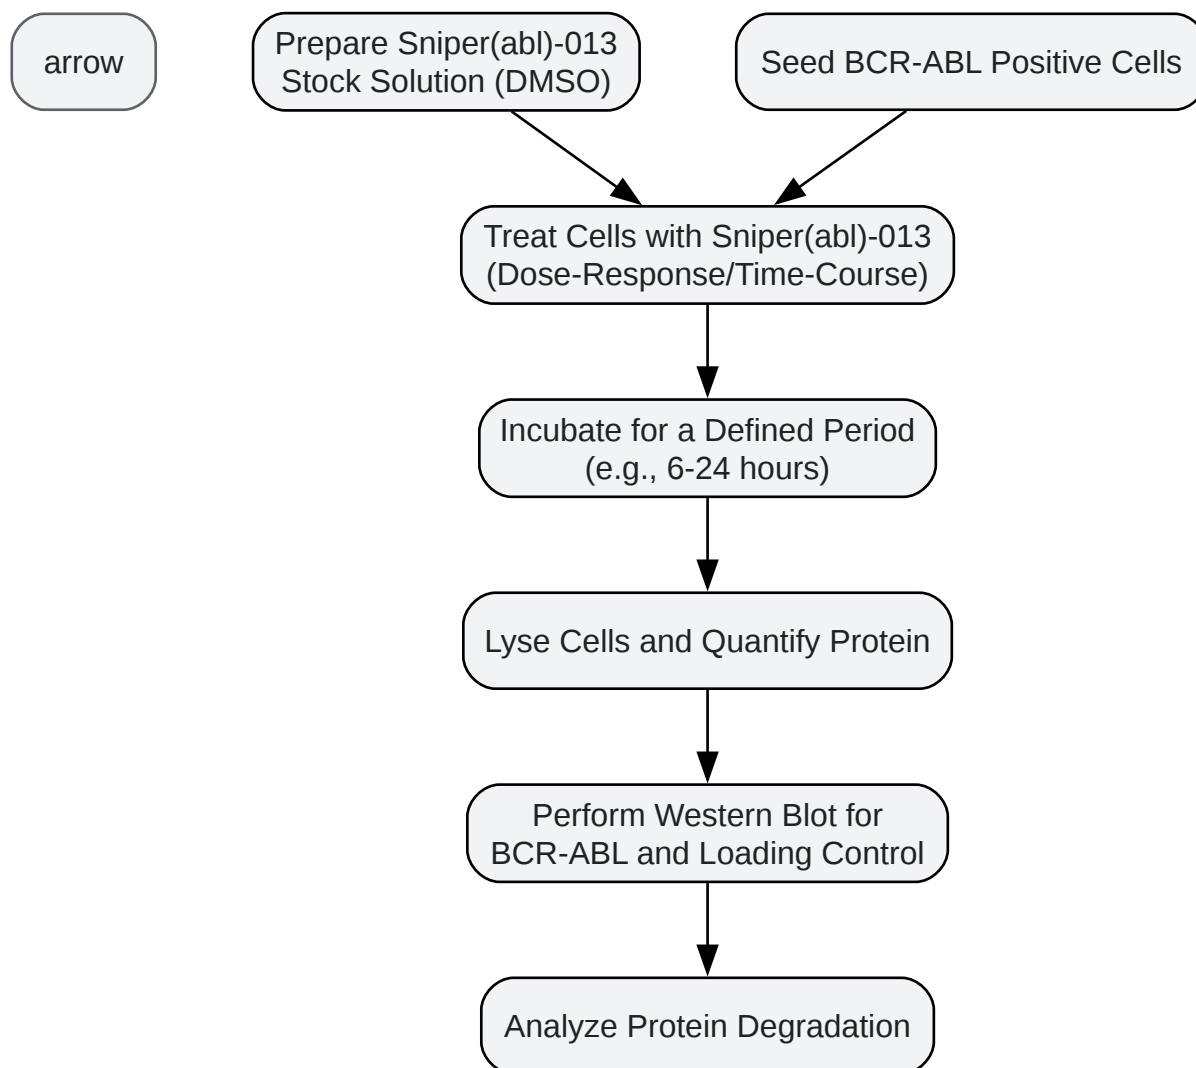 arrow
Prepare Sniper(abl)-013
Stock Solution (DMSO)
Seed BCR-ABL Positive Cells
Treat Cells with Sniper(abl)-013
(Dose-Response/Time-Course)
Incubate for a Defined Period
(e.g., 6-24 hours)
Lyse Cells and Quantify Protein
Perform Western Blot for
BCR-ABL and Loading Control
Analyze Protein Degradation